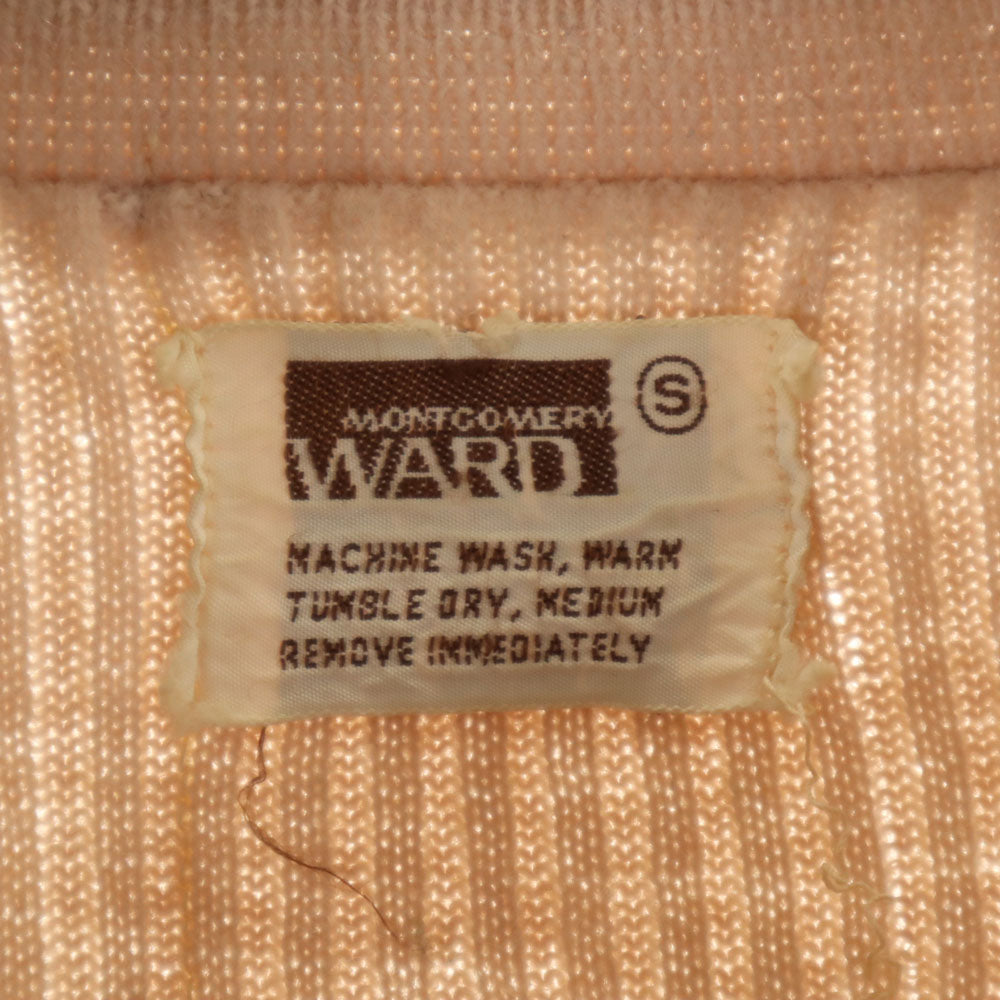 MONTGOMERY
WARD
S
MACHINE WASH, WARM
TUMBLE DRY, MEDIUM
REMOVE IMMEDIATELY